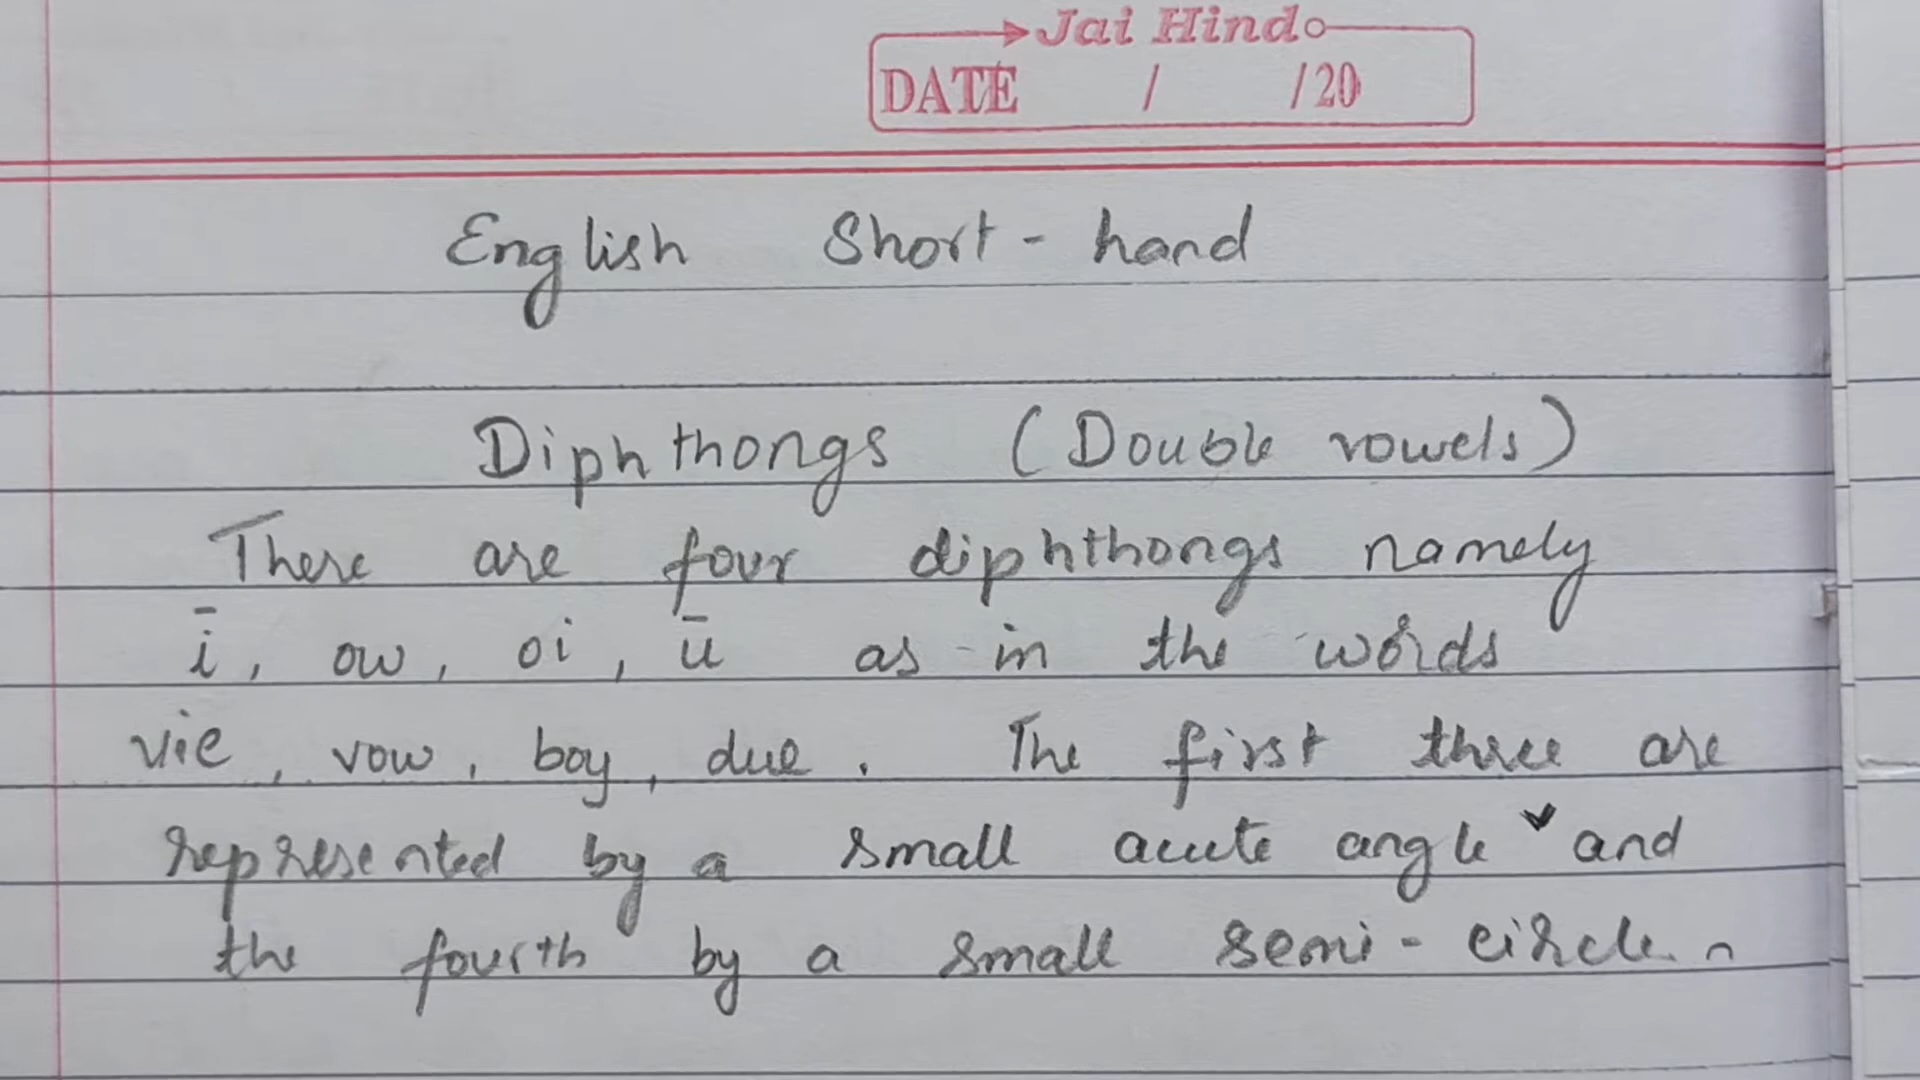 Jai Hind
DATE / /20
English Short-hand
Diphthongs (Double vowels)
There are four diphthongs namely
ī, ow, oi, ū as in the words
vie, vow, boy, due. The first three are
represented by a small acute angle ˅ and
the fourth by a small semi-circle. ∩